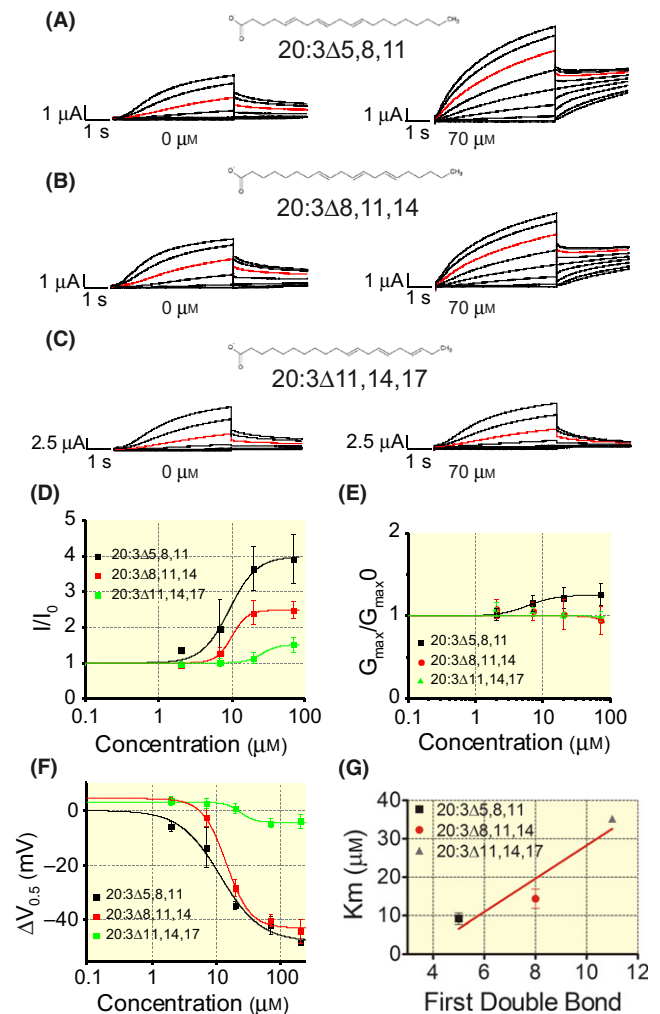 (A)
CH₃
O⁻
O
20:3Δ5,8,11
1 μA
1 s
0 μM
1 μA
1 s
70 μM
(B)
CH₃
O⁻
O
20:3Δ8,11,14
1 μA
1 s
0 μM
1 μA
1 s
70 μM
(C)
CH₃
O⁻
O
20:3Δ11,14,17
2.5 μA
1 s
0 μM
2.5 μA
1 s
70 μM
(D)
5
4
3
2
1
0
I/I₀
20:3Δ5,8,11
20:3Δ8,11,14
20:3Δ11,14,17
0.1 1 10 100
Concentration (μM)
(E)
2
1
0
Gmax/Gmax0
20:3Δ5,8,11
20:3Δ8,11,14
20:3Δ11,14,17
0.1 1 10 100
Concentration (μM)
(F)
0
−20
−40
ΔV0.5 (mV)
20:3Δ5,8,11
20:3Δ8,11,14
20:3Δ11,14,17
0.1 1 10 100
Concentration (μM)
(G)
40
30
20
10
0
Km (μM)
20:3Δ5,8,11
20:3Δ8,11,14
20:3Δ11,14,17
4 6 8 10 12
First Double Bond